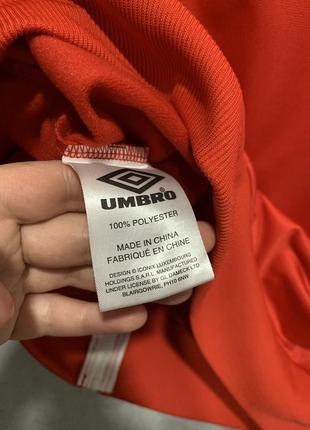 UMBRO
100% POLYESTER
MADE IN CHINA
FABRIQUÉ EN CHINE
DESIGN © ICONIX LUXEMBOURG
HOLDINGS S.A.R.L. MANUFACTURED
UNDER LICENSE BY GL DAMECK LTD
BLAIRGOWRIE, PH10 6NW